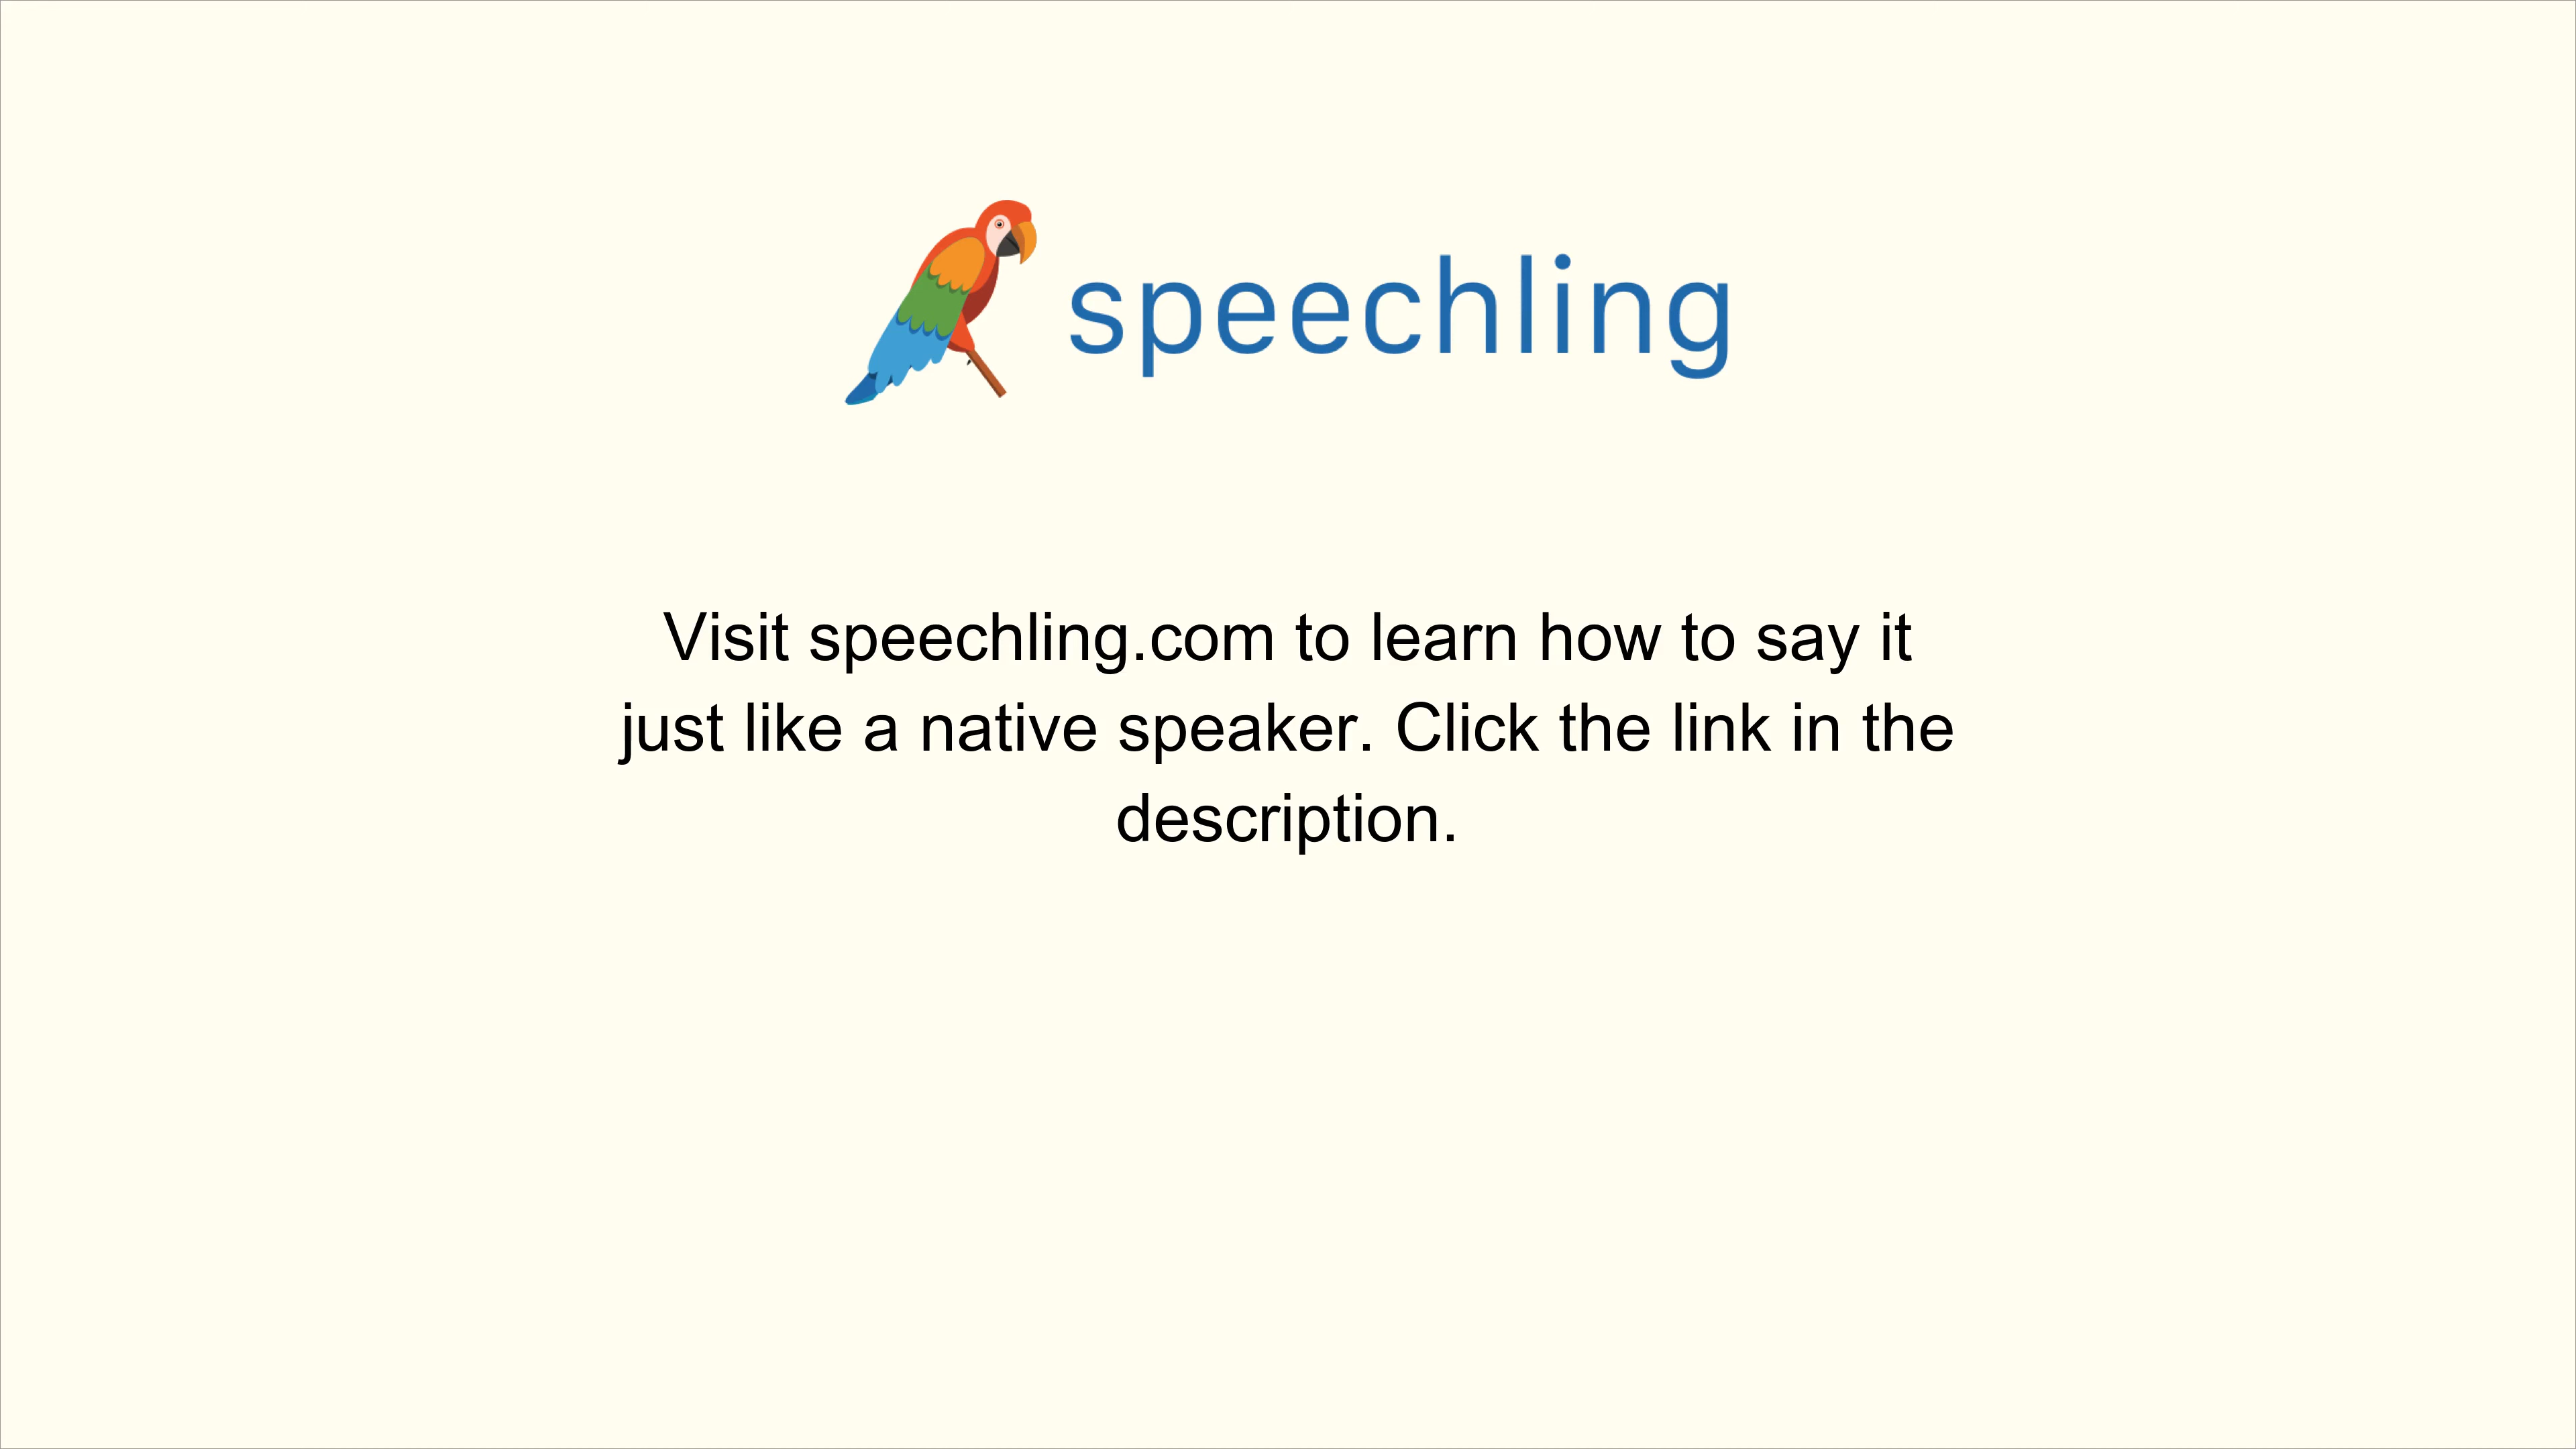 speechling
Visit speechling.com to learn how to say it
just like a native speaker. Click the link in the
description.